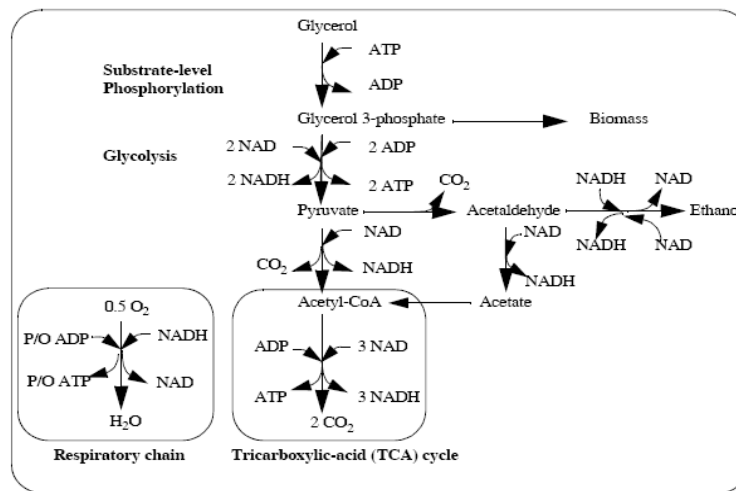 Glycerol
ATP
Substrate-level
Phosphorylation
ADP
Glycerol 3-phosphate
Biomass
Glycolysis
2 NAD
2 ADP
2 NADH
2 ATP
CO2
NADH
NAD
Pyruvate
Acetaldehyde
Ethano
NAD
NAD
NADH
NAD
CO2
NADH
NADH
0.5 O2
Acetyl-CoA
Acetate
P/O ADP
NADH
ADP
3 NAD
P/O ATP
NAD
ATP
3 NADH
H2O
2 CO2
Respiratory chain
Tricarboxylic-acid (TCA) cycle